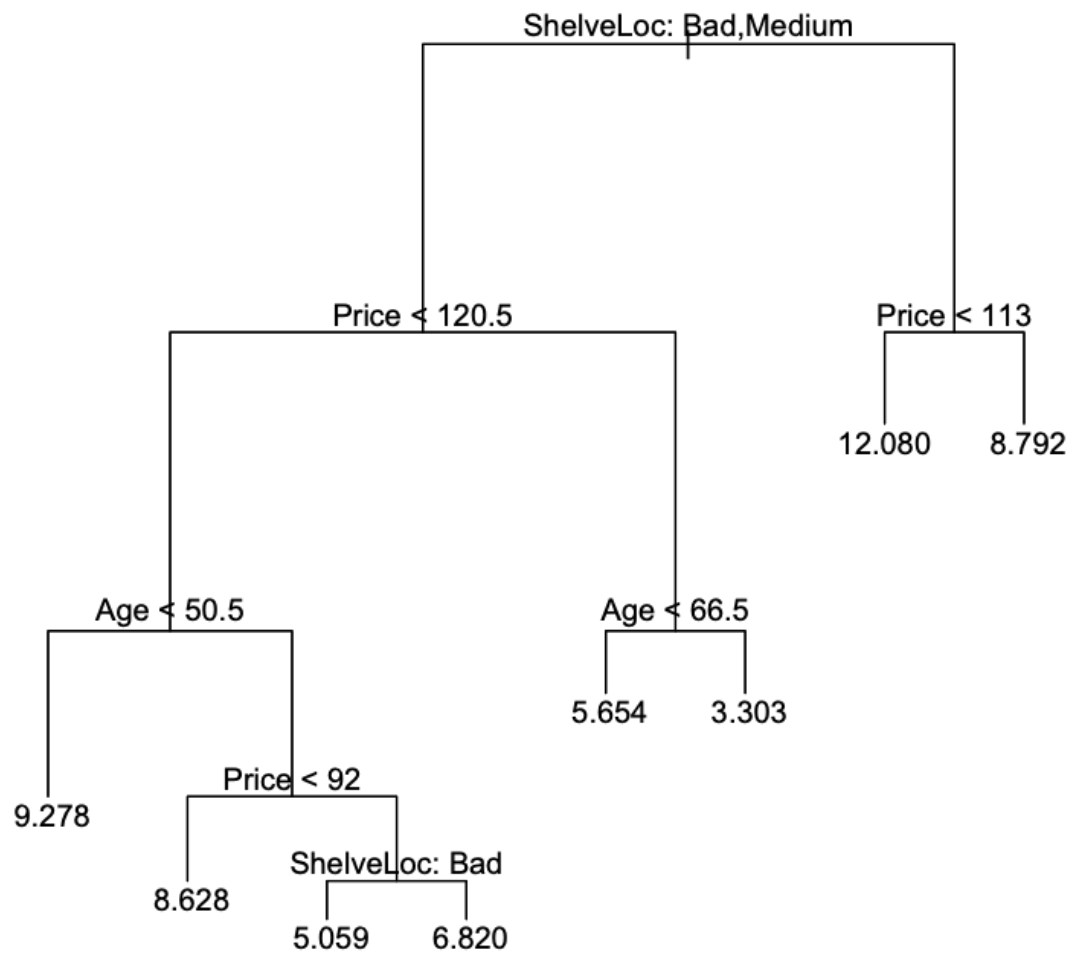 ShelveLoc: Bad,Medium
Price < 120.5
Price < 113
12.080
8.792
Age < 50.5
Age < 66.5
5.654
3.303
Price < 92
9.278
ShelveLoc: Bad
8.628
5.059
6.820